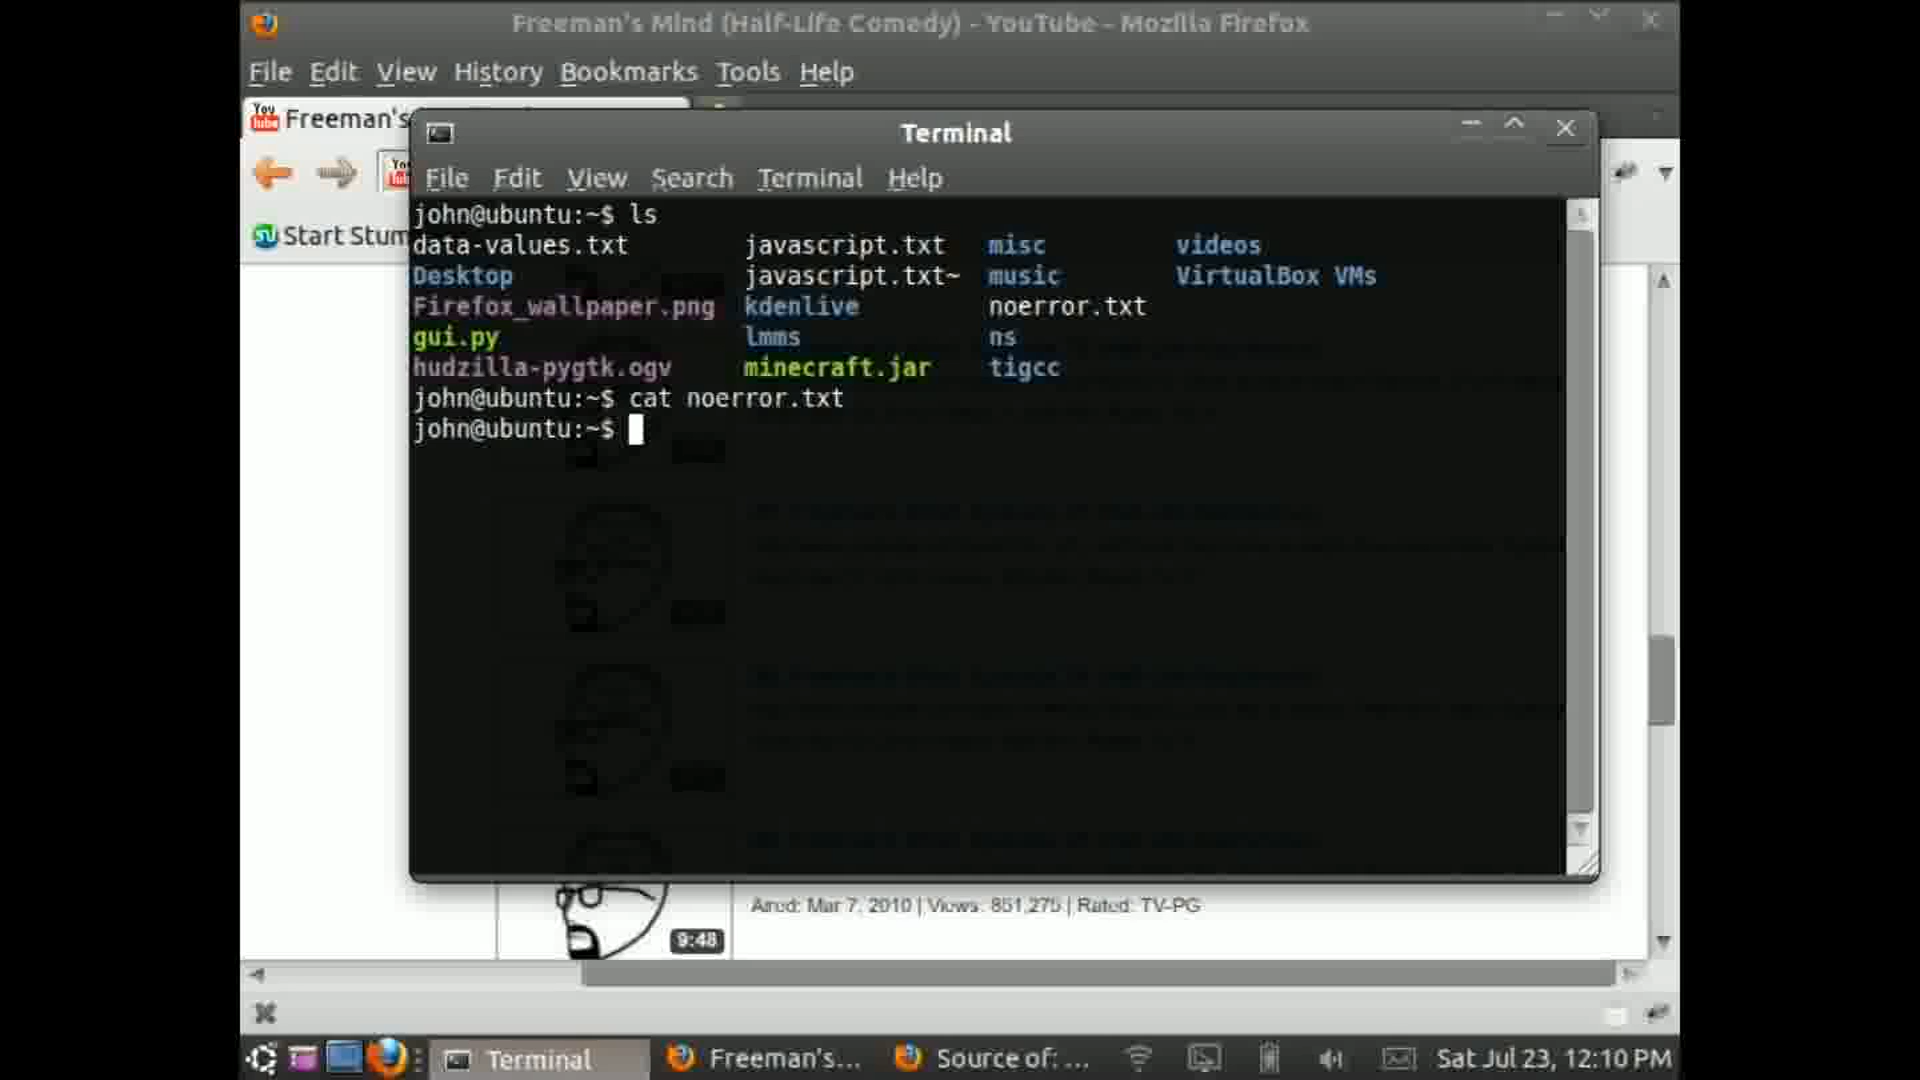 Freeman's Mind (Half-Life Comedy) - YouTube - Mozilla Firefox
File Edit View History Bookmarks Tools Help
You Tube Freeman's
Terminal
You
File Edit View Search Terminal Help
Start Stum
john@ubuntu:~$ ls
data-values.txt javascript.txt misc videos
Desktop javascript.txt~ music VirtualBox VMs
Firefox_wallpaper.png kdenlive noerror.txt
gui.py lmms ns
hudzilla-pygtk.ogv minecraft.jar tigcc
john@ubuntu:~$ cat noerror.txt
john@ubuntu:~$
Aired: Mar 7, 2010 | Views: 851,275 | Rated: TV-PG
9:48
Terminal Freeman's... Source of: ... Sat Jul 23, 12:10 PM